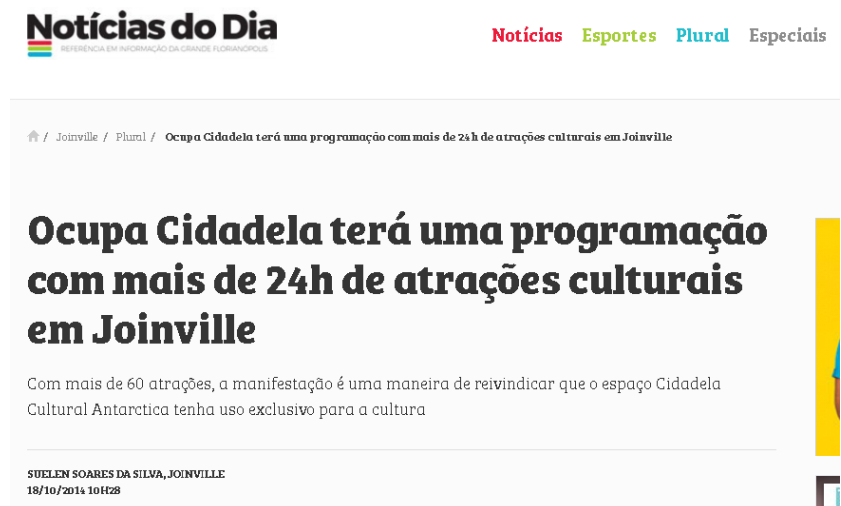 Notícias do Dia
REFERÊNCIA EM INFORMAÇÃO DA GRANDE FLORIANÓPOLIS
Notícias Esportes Plural Especiais
/ Joinville / Plural / Ocupa Cidadela terá uma programação com mais de 24h de atrações culturais em Joinville
Ocupa Cidadela terá uma programação
com mais de 24h de atrações culturais
em Joinville
Com mais de 60 atrações, a manifestação é uma maneira de reivindicar que o espaço Cidadela
Cultural Antarctica tenha uso exclusivo para a cultura
SUELEN SOARES DA SILVA, JOINVILLE
18/10/2014 10H28